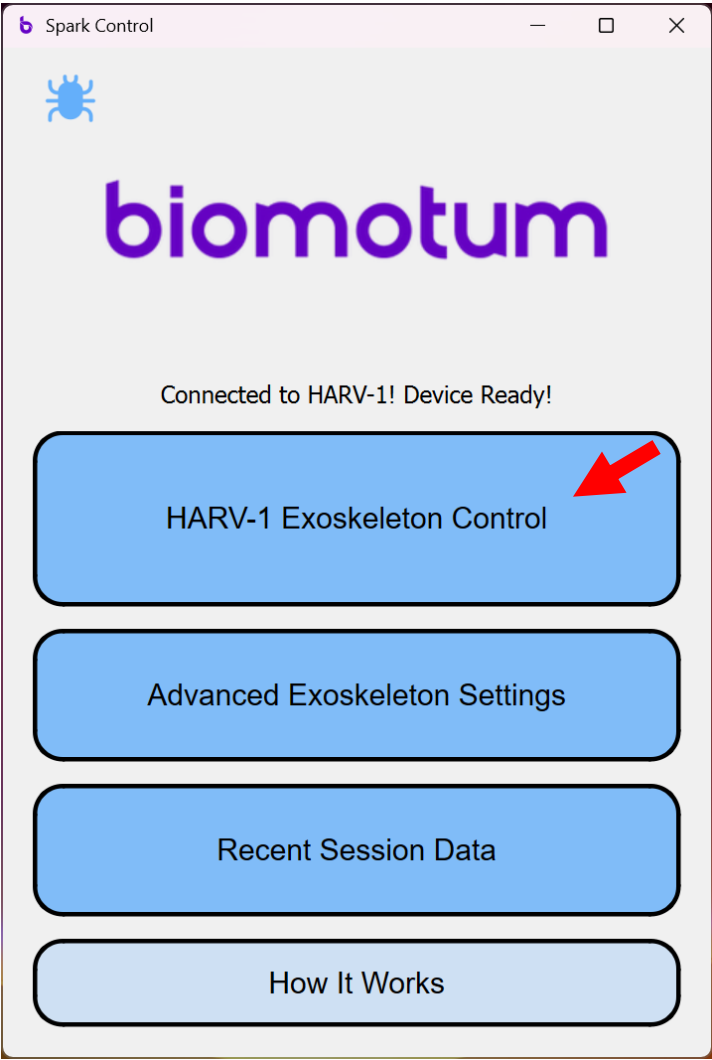 Spark Control
biomotum
Connected to HARV-1! Device Ready!
HARV-1 Exoskeleton Control
Advanced Exoskeleton Settings
Recent Session Data
How It Works